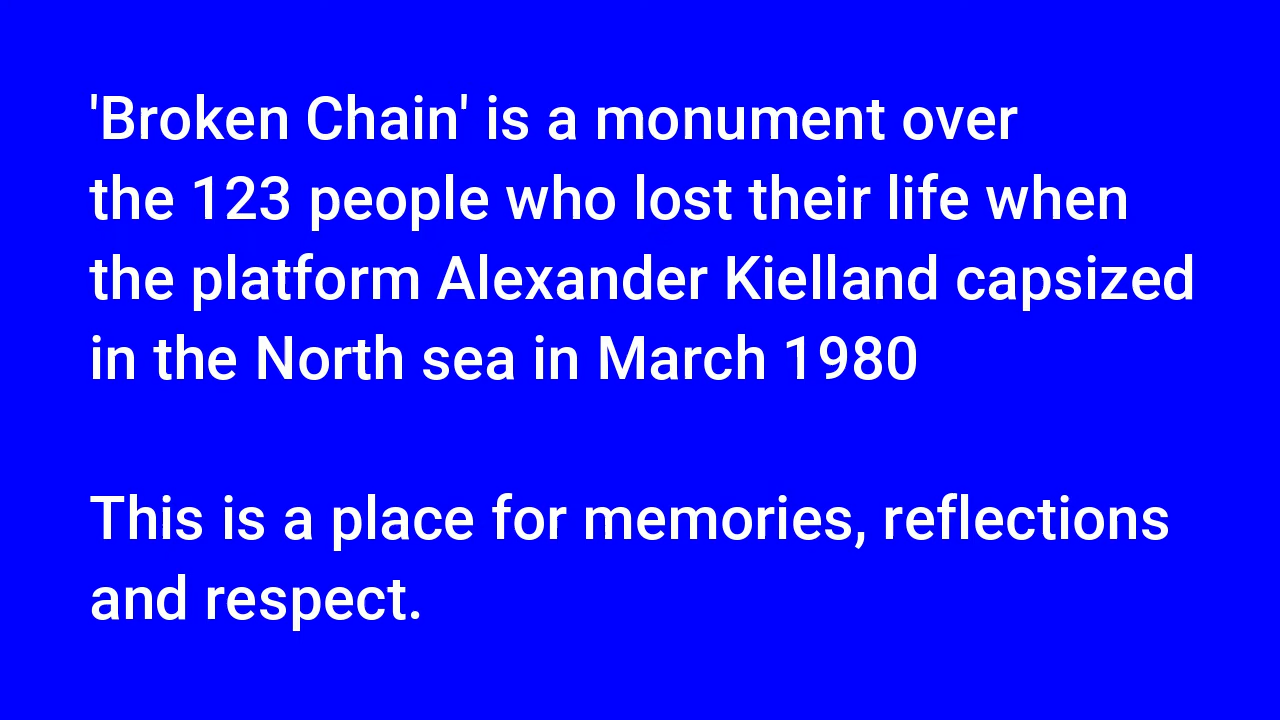 'Broken Chain' is a monument over
the 123 people who lost their life when
the platform Alexander Kielland capsized
in the North sea in March 1980
This is a place for memories, reflections
and respect.